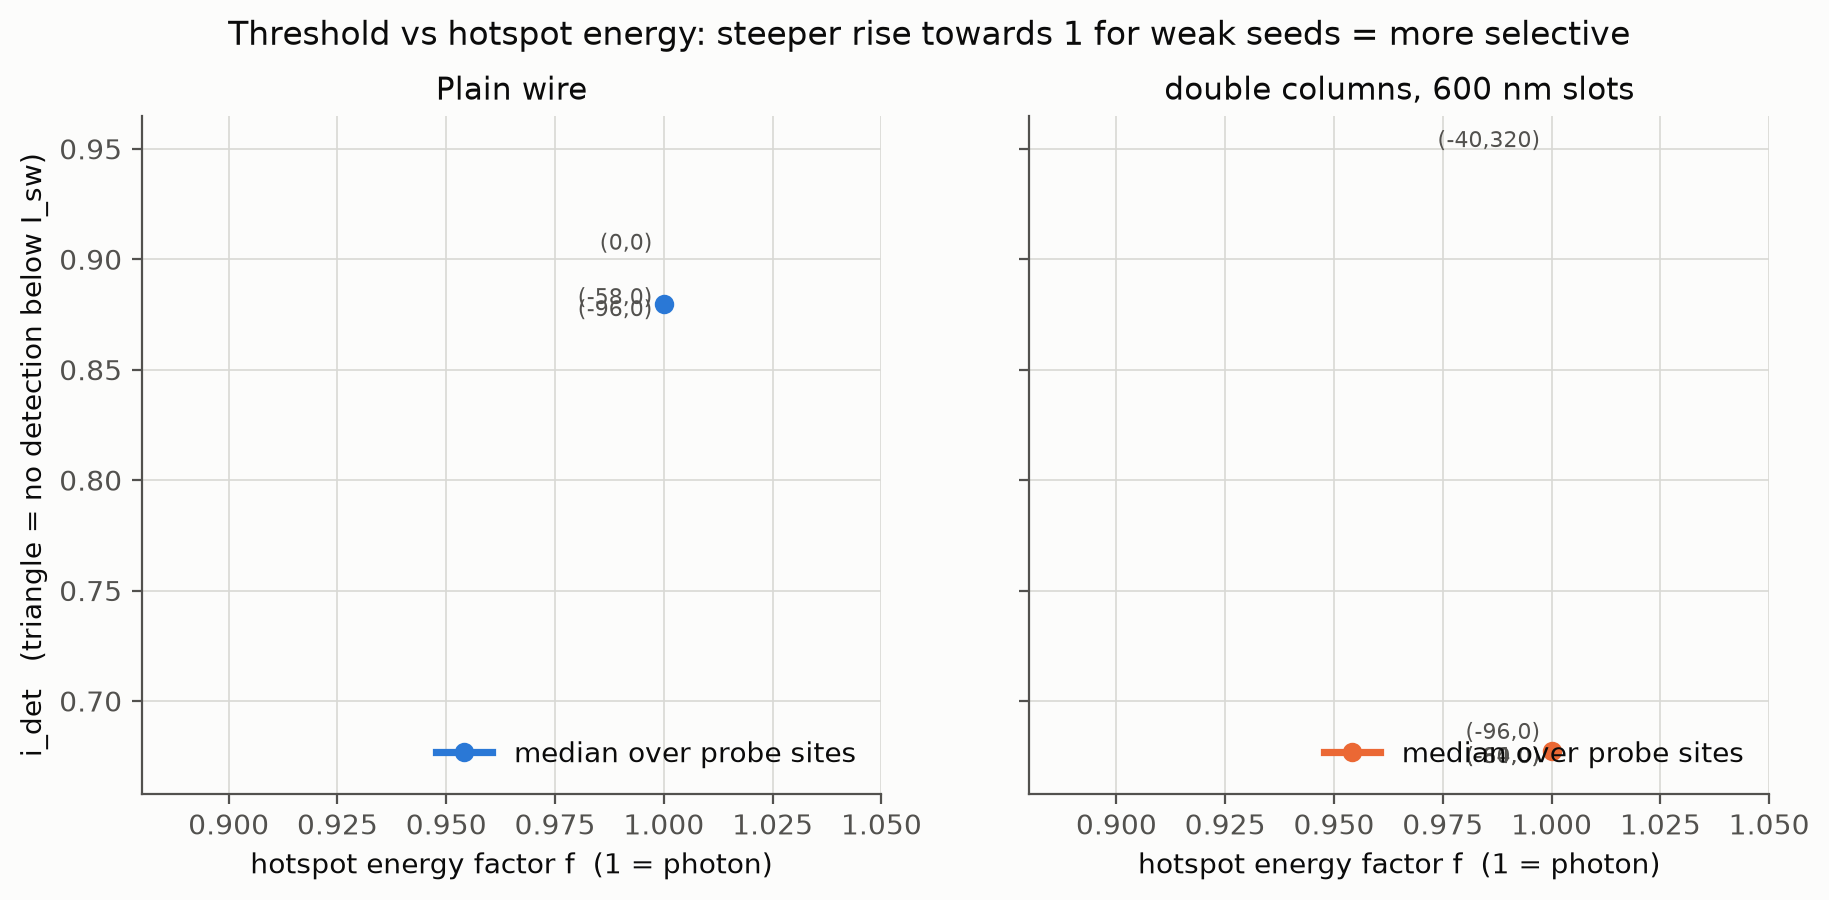 Threshold vs hotspot energy: steeper rise towards 1 for weak seeds = more selective
Plain wire
i_det   (triangle = no detection below I_sw)
0.95
0.90
0.85
0.80
0.75
0.70
(0,0)
(-58,0)
(-96,0)
median over probe sites
0.900 0.925 0.950 0.975 1.000 1.025 1.050
hotspot energy factor f  (1 = photon)
double columns, 600 nm slots
(-40,320)
(-96,0)
median over probe sites
0.900 0.925 0.950 0.975 1.000 1.025 1.050
hotspot energy factor f  (1 = photon)